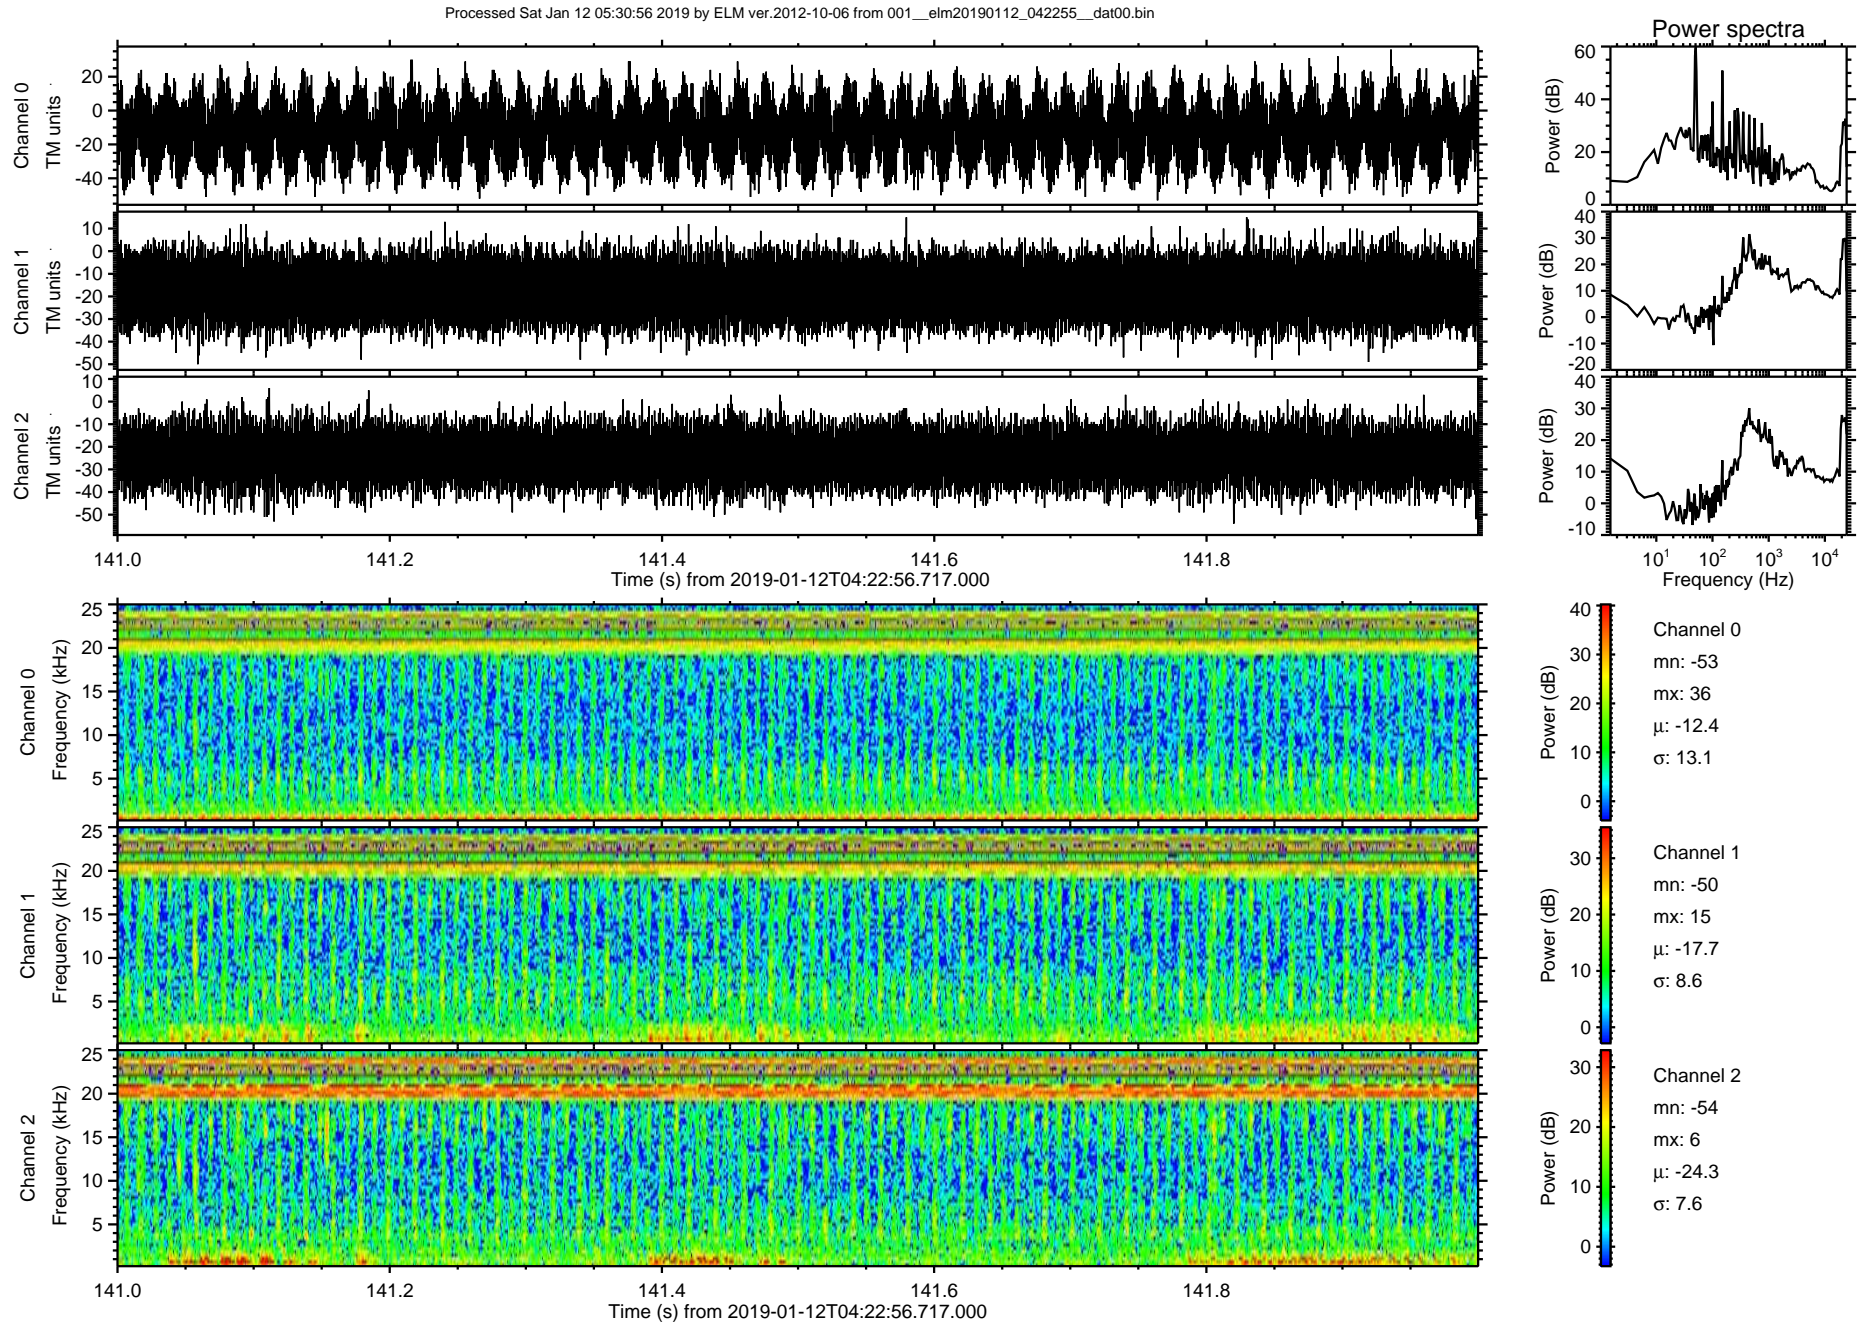 Processed Sat Jan 12 05:30:56 2019 by ELM ver.2012-10-06 from 001__elm20190112_042255__dat00.bin
Power spectra
Channel 0
TM units
20
0
-20
-40
Power (dB)
60
40
20
0
Channel 1
TM units
10
0
-10
-20
-30
-40
-50
Power (dB)
40
30
20
10
0
-10
-20
Channel 2
TM units
10
0
-10
-20
-30
-40
-50
Power (dB)
40
30
20
10
0
-10
141.0 141.2 141.4 141.6 141.8
Time (s) from 2019-01-12T04:22:56.717.000
10^1 10^2 10^3 10^4
Frequency (Hz)
Channel 0
Frequency (kHz)
25
20
15
10
5
Power (dB)
40
30
20
10
0
Channel 0
mn: -53
mx: 36
μ: -12.4
σ: 13.1
Channel 1
Frequency (kHz)
25
20
15
10
5
Power (dB)
30
20
10
0
Channel 1
mn: -50
mx: 15
μ: -17.7
σ: 8.6
Channel 2
Frequency (kHz)
25
20
15
10
5
Power (dB)
30
20
10
0
Channel 2
mn: -54
mx: 6
μ: -24.3
σ: 7.6
141.0 141.2 141.4 141.6 141.8
Time (s) from 2019-01-12T04:22:56.717.000